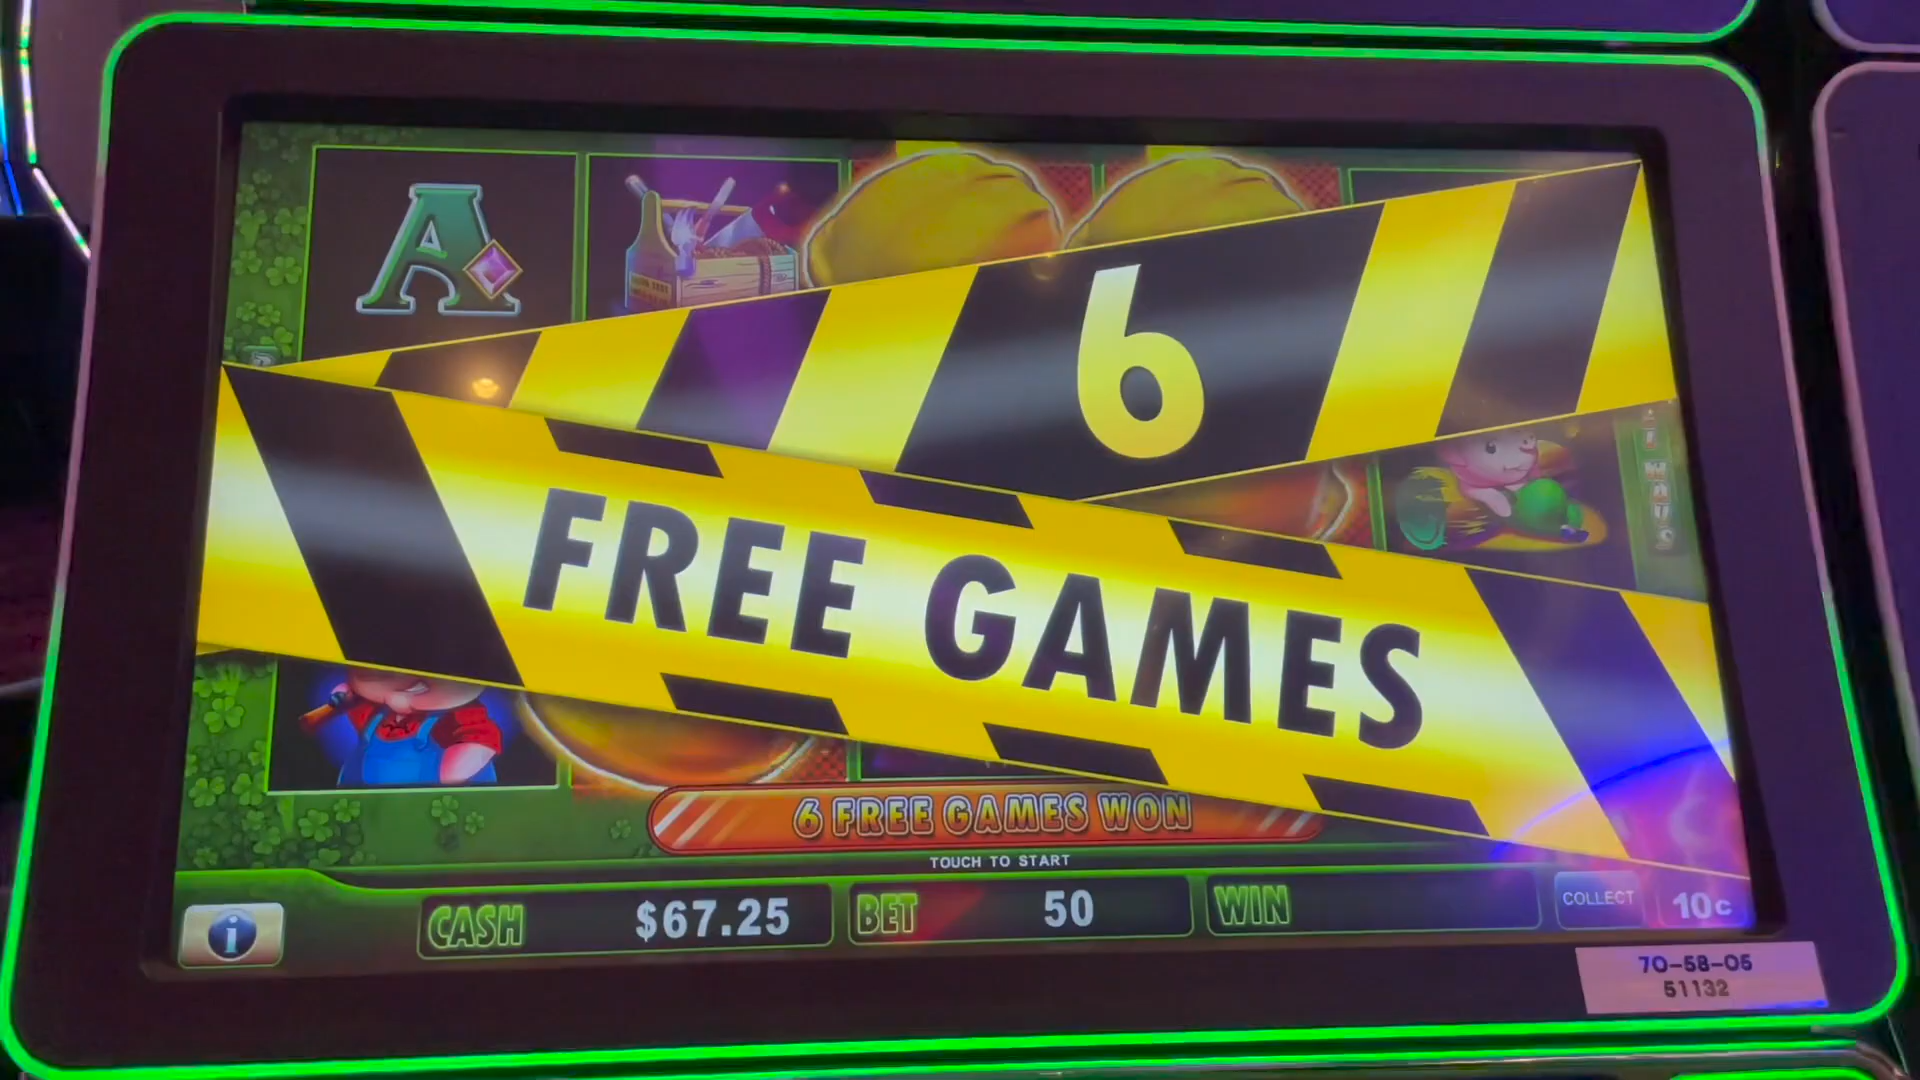 A
6
FREE GAMES
WAYS
6 FREE GAMES WON
TOUCH TO START
CASH $67.25 BET 50 WIN COLLECT 10c
70-58-05
51132